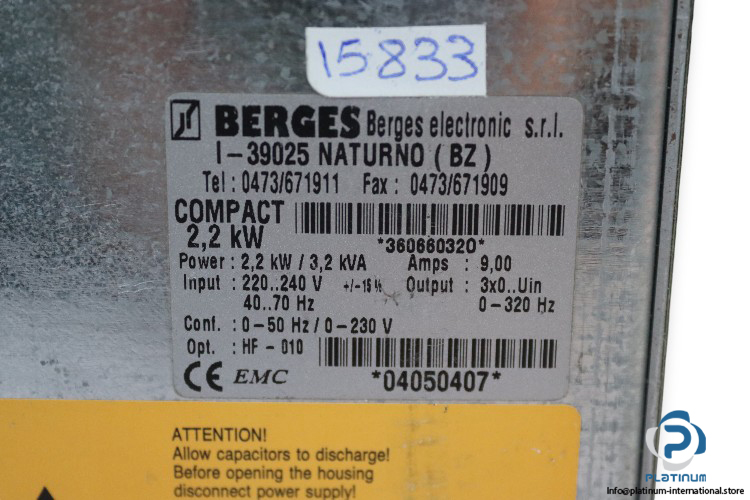 15833
BERGES Berges electronic s.r.l.
I-39025 NATURNO (BZ)
Tel: 0473/671911 Fax: 0473/671909
COMPACT
2,2 kW
*360660320*
Power: 2,2 kW / 3,2 kVA Amps : 9,00
Input : 220..240 V +/-15% Output : 3x0..Uin
40..70 Hz 0-320 Hz
Conf. : 0-50 Hz / 0-230 V
Opt. : HF - 010
CE EMC *04050407*
ATTENTION!
Allow capacitors to discharge!
Before opening the housing
disconnect power supply!
PLATINUM
INTERNATIONAL
Info@platinum-international.store